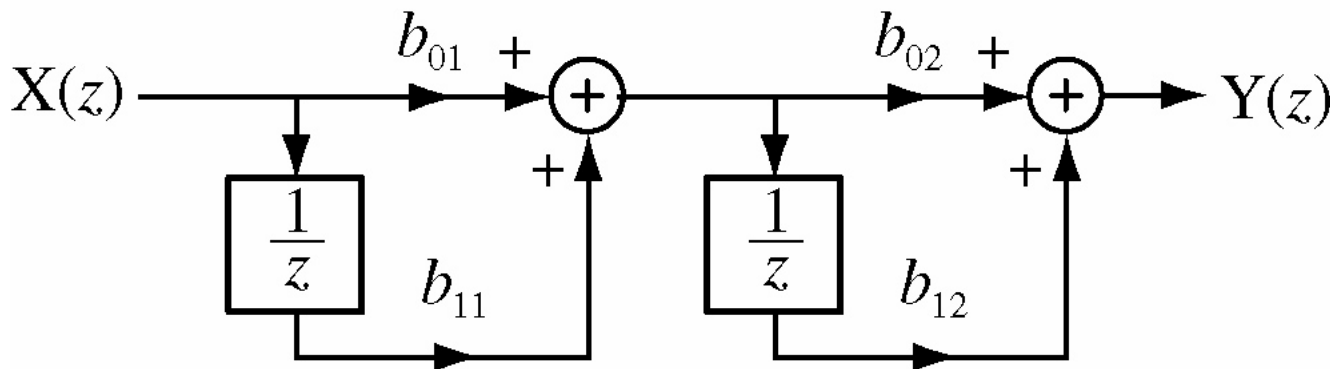 b₀₁ + b₀₂ +
X(z) + + Y(z)
+ +
1/z 1/z
b₁₁ b₁₂